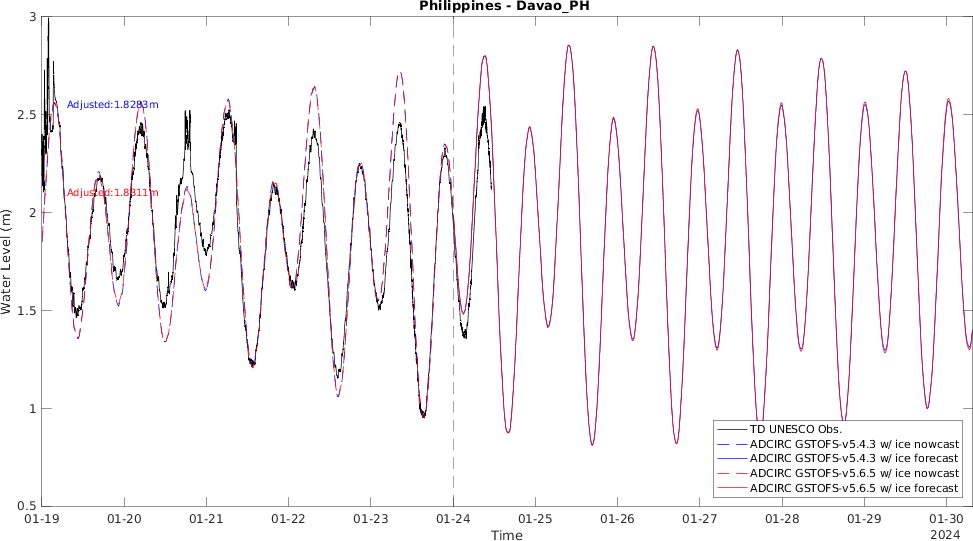 Philippines - Davao_PH
Water Level (m)
3
2.5
2
1.5
1
0.5
Adjusted:1.8283m
Adjusted:1.8311m
TD UNESCO Obs.
ADCIRC GSTOFS-v5.4.3 w/ ice nowcast
ADCIRC GSTOFS-v5.4.3 w/ ice forecast
ADCIRC GSTOFS-v5.6.5 w/ ice nowcast
ADCIRC GSTOFS-v5.6.5 w/ ice forecast
01-19 01-20 01-21 01-22 01-23 01-24 01-25 01-26 01-27 01-28 01-29 01-30
2024
Time